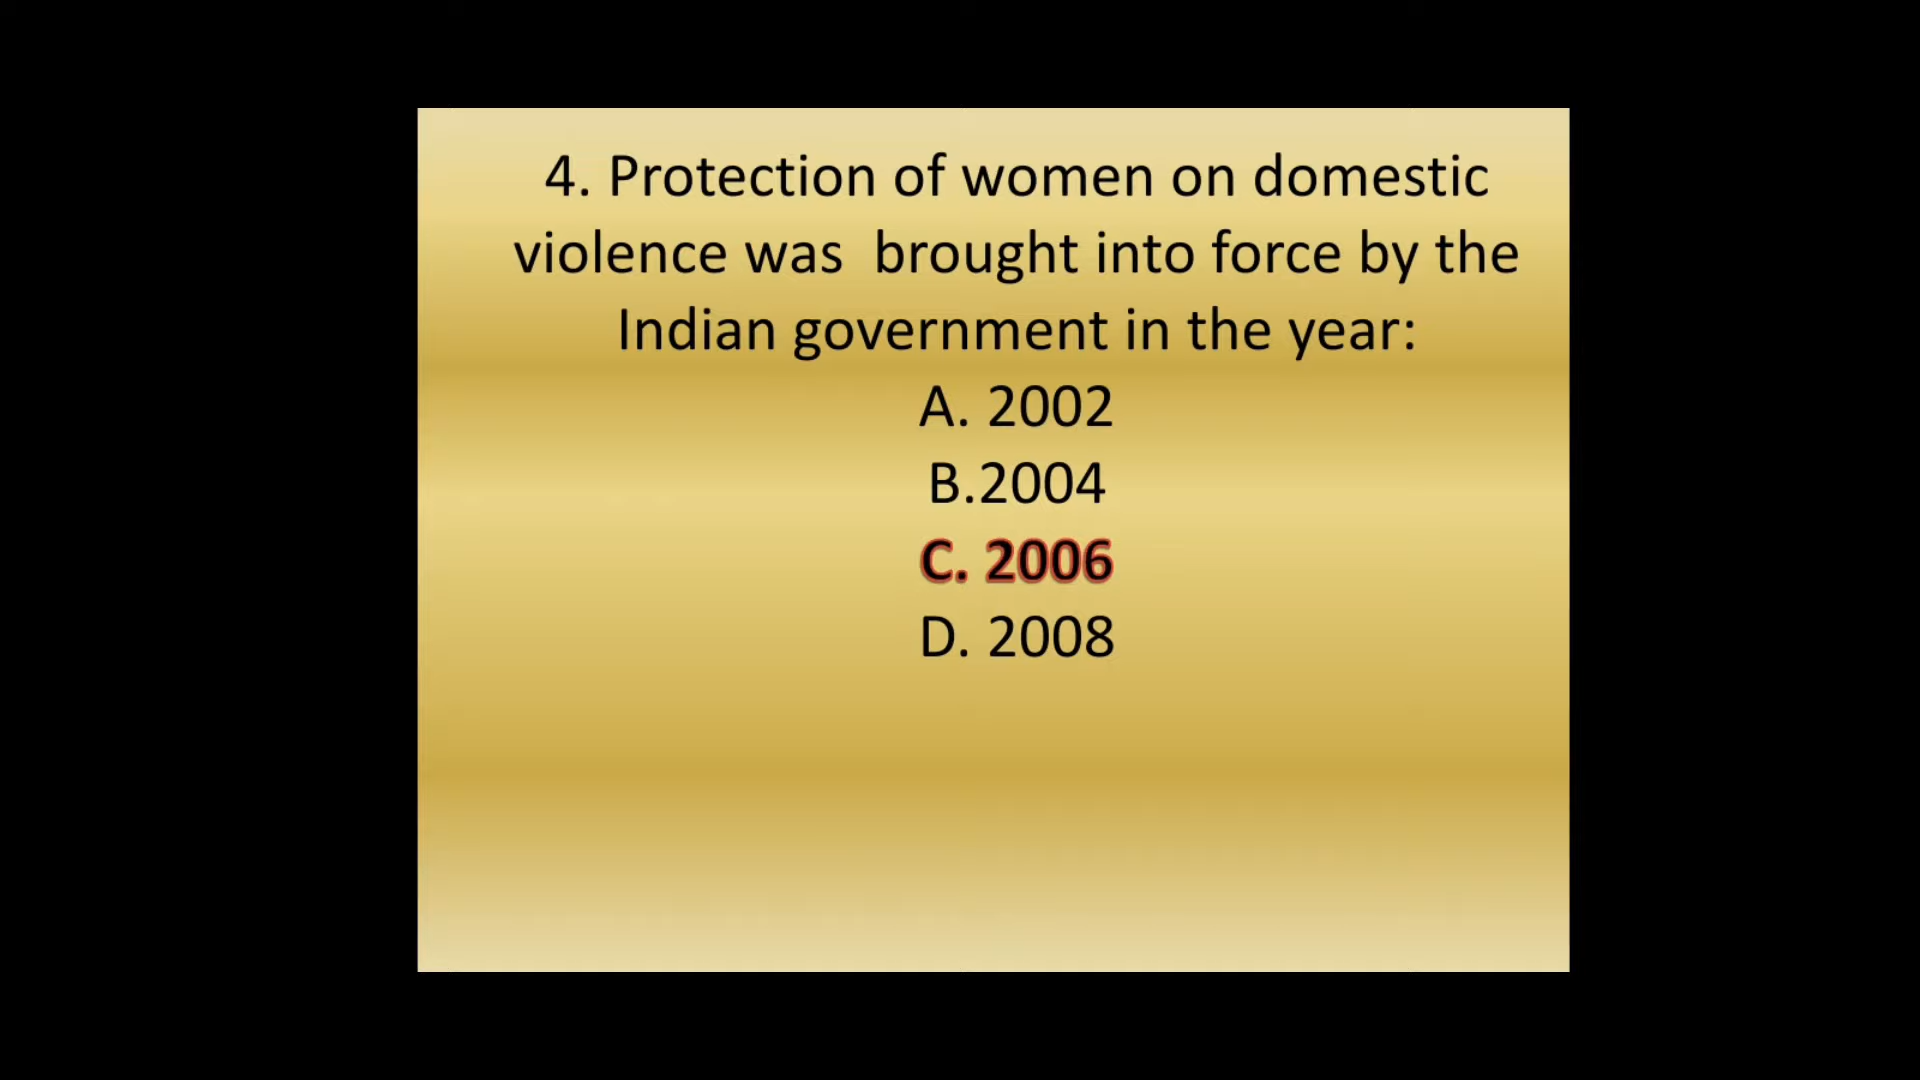 4. Protection of women on domestic
violence was  brought into force by the
Indian government in the year:
A. 2002
B.2004
C. 2006
D. 2008